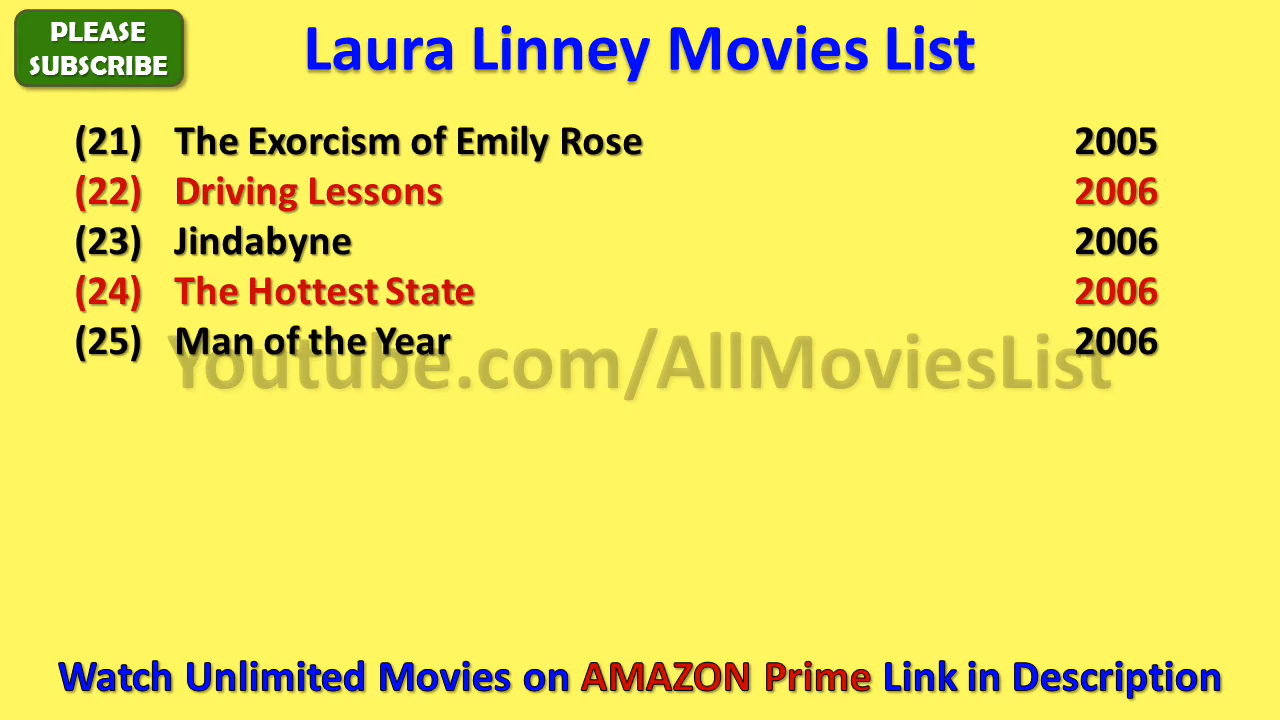 PLEASE
SUBSCRIBE
Laura Linney Movies List
(21) The Exorcism of Emily Rose 2005
(22) Driving Lessons 2006
(23) Jindabyne 2006
(24) The Hottest State 2006
(25) Man of the Year 2006
Youtube.com/AllMoviesList
Watch Unlimited Movies on AMAZON Prime Link in Description